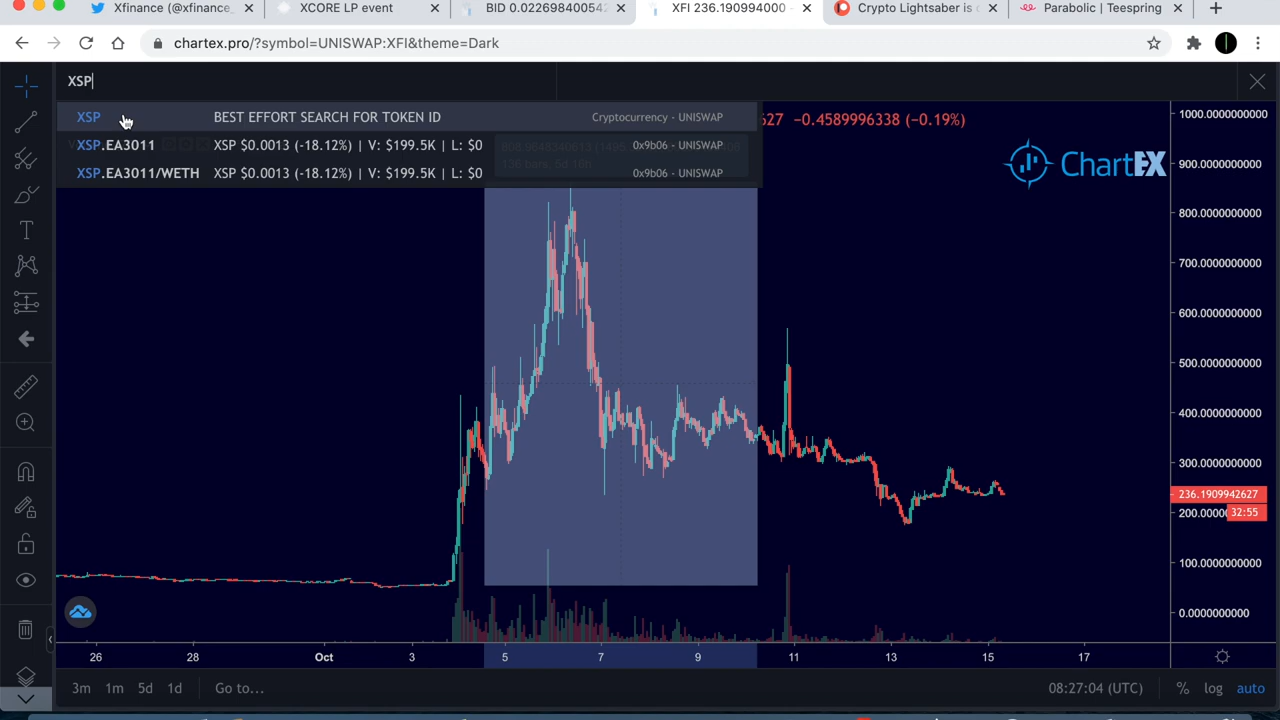 Xfinance (@xfinance_
XCORE LP event
BID 0.02269840054
XFI 236.190994000
Crypto Lightsaber is
Parabolic | Teespring
chartex.pro/?symbol=UNISWAP:XFI&theme=Dark
XSP
XSP BEST EFFORT SEARCH FOR TOKEN ID Cryptocurrency - UNISWAP
XSP.EA3011 XSP $0.0013 (-18.12%) | V: $199.5K | L: $0 0x9b06 - UNISWAP
XSP.EA3011/WETH XSP $0.0013 (-18.12%) | V: $199.5K | L: $0 0x9b06 - UNISWAP
627 −0.4589996338 (−0.19%)
ChartEX
1000.0000000000
900.0000000000
800.0000000000
700.0000000000
600.0000000000
500.0000000000
400.0000000000
300.0000000000
236.1909942627
200.0000
32:55
100.0000000000
0.0000000000
26 28 Oct 3 5 7 9 11 13 15 17
3m 1m 5d 1d Go to... 08:27:04 (UTC) % log auto